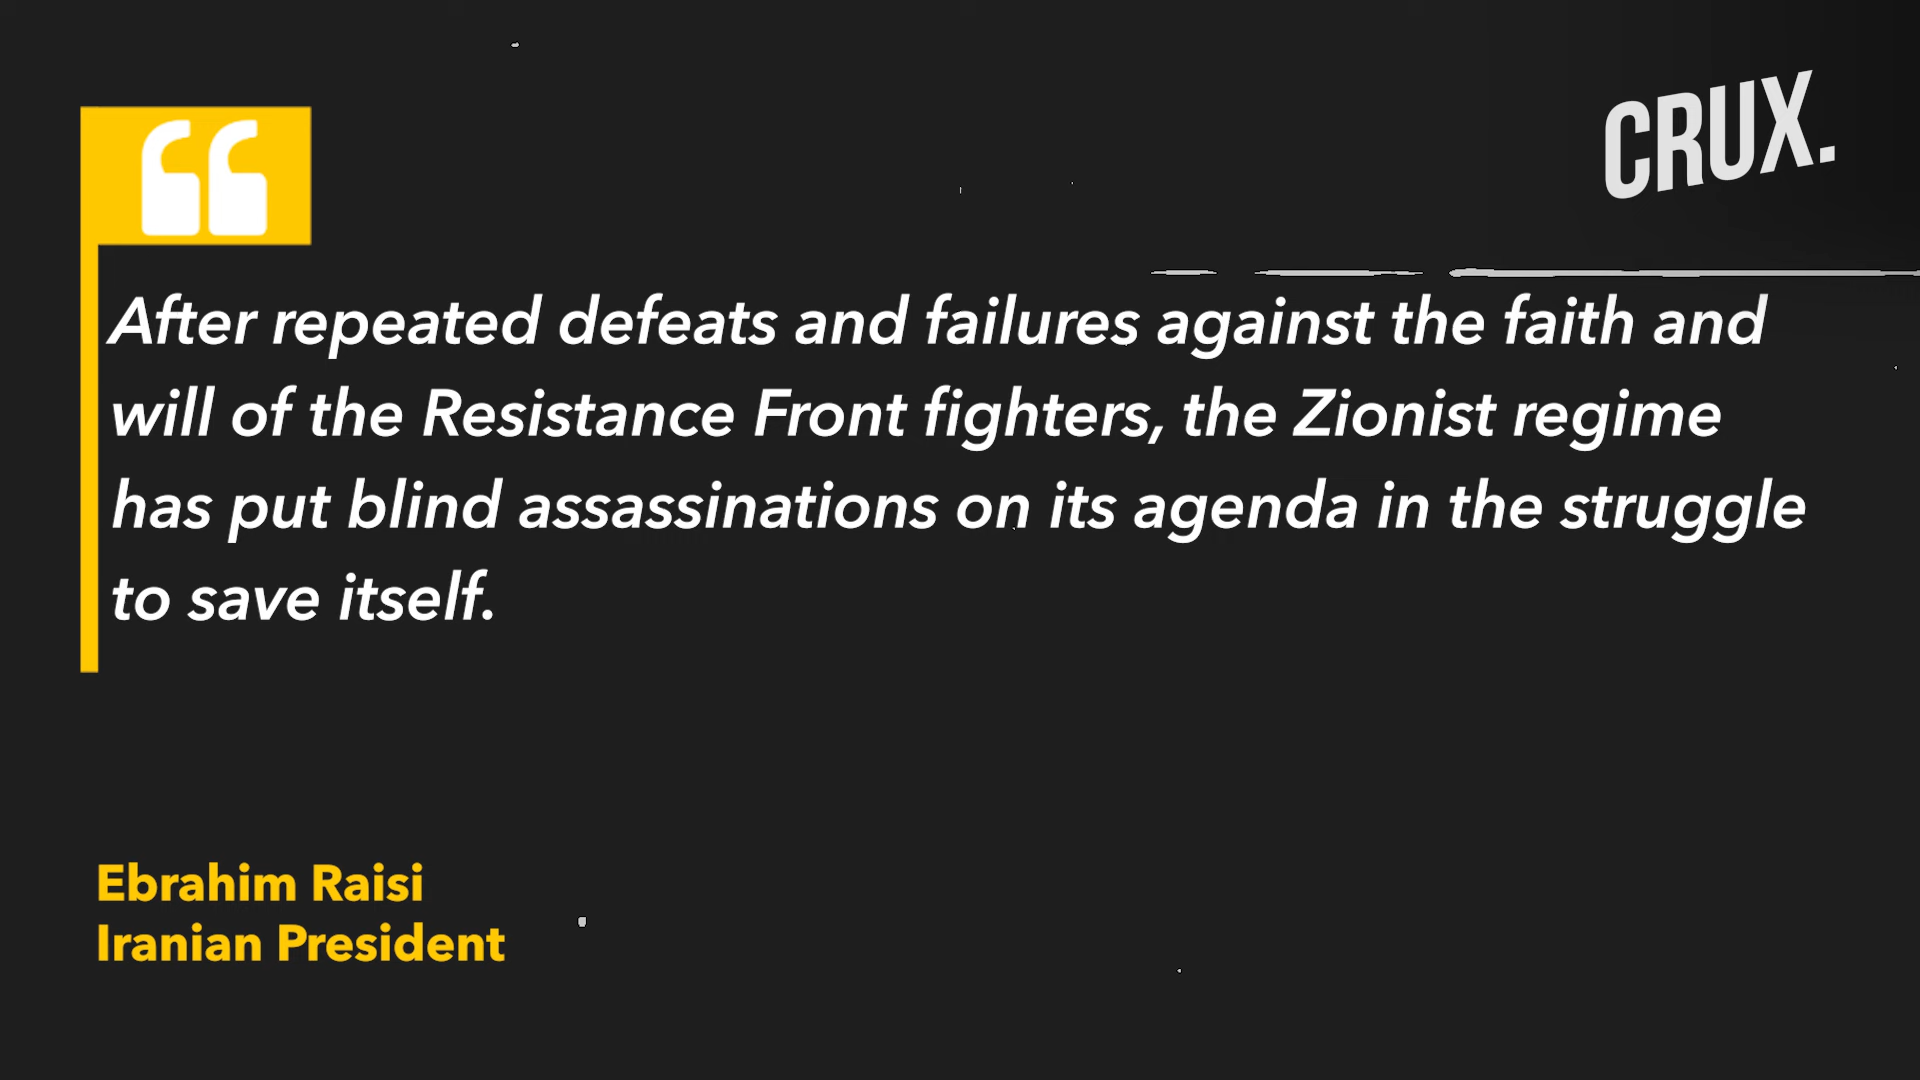 CRUX.
After repeated defeats and failures against the faith and
will of the Resistance Front fighters, the Zionist regime
has put blind assassinations on its agenda in the struggle
to save itself.
Ebrahim Raisi
Iranian President